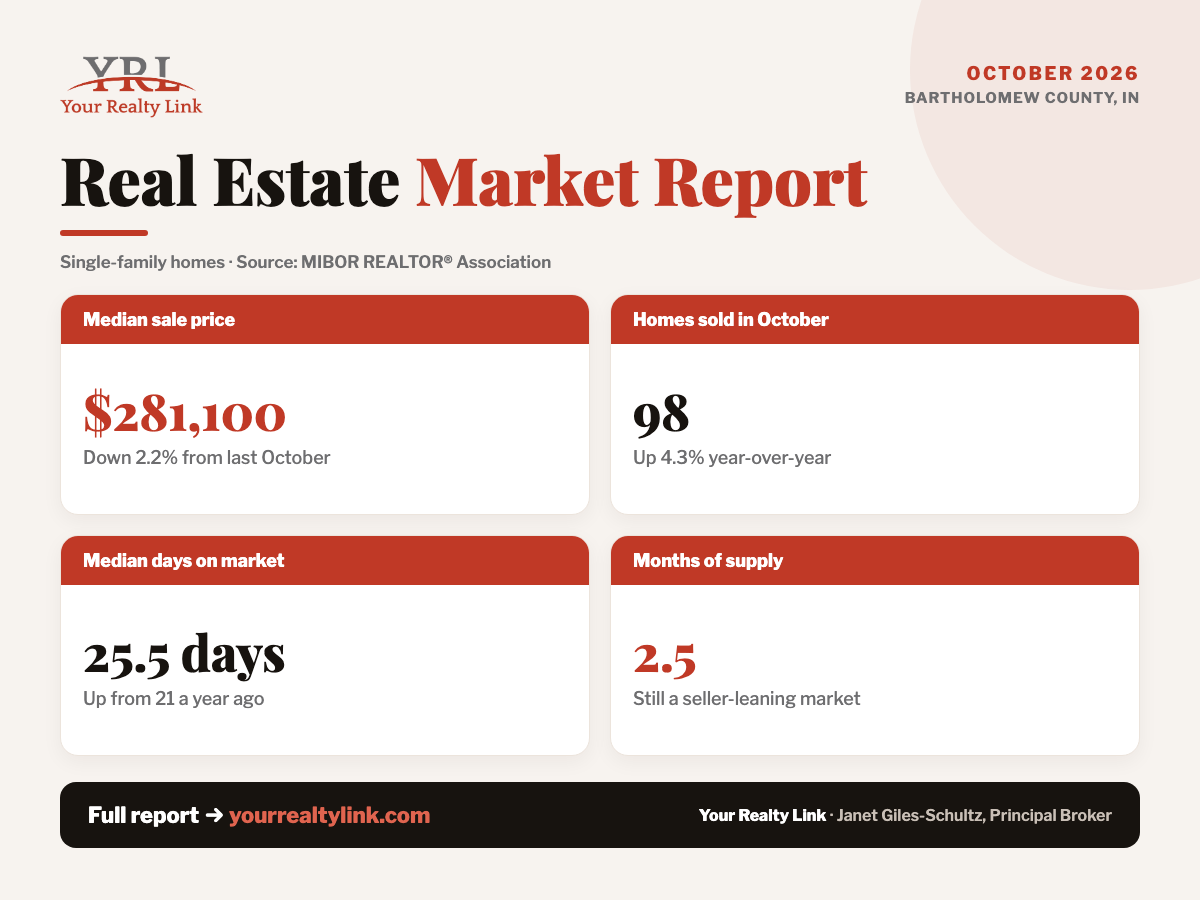 YRL
Your Realty Link
OCTOBER 2026
BARTHOLOMEW COUNTY, IN
Real Estate Market Report
Single-family homes · Source: MIBOR REALTOR® Association
Median sale price
$281,100
Down 2.2% from last October
Homes sold in October
98
Up 4.3% year-over-year
Median days on market
25.5 days
Up from 21 a year ago
Months of supply
2.5
Still a seller-leaning market
Full report → yourrealtylink.com
Your Realty Link · Janet Giles-Schultz, Principal Broker